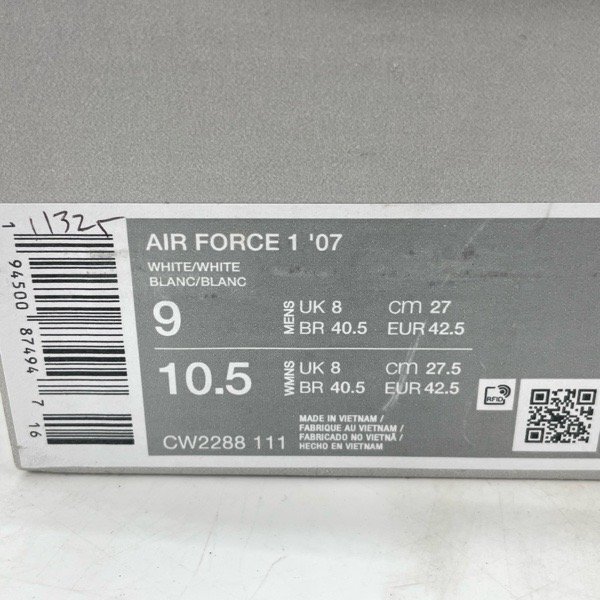 11325
1 94500 87494 7 16
AIR FORCE 1 '07
WHITE/WHITE
BLANC/BLANC
9 MENS UK 8 cm 27
BR 40.5 EUR 42.5
10.5 WMNS UK 8 cm 27.5
BR 40.5 EUR 42.5
RFID
CW2288 111
MADE IN VIETNAM /
FABRIQUE AU VIETNAM /
FABRICADO NO VIETNÃ /
HECHO EN VIETNAM